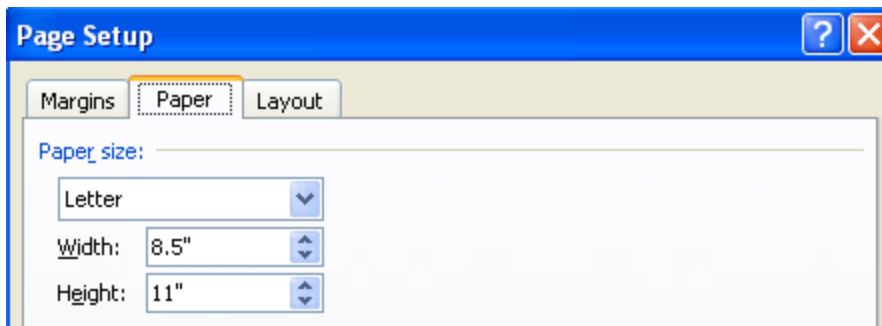 Page Setup
Margins Paper Layout
Paper size:
Letter
Width: 8.5"
Height: 11"